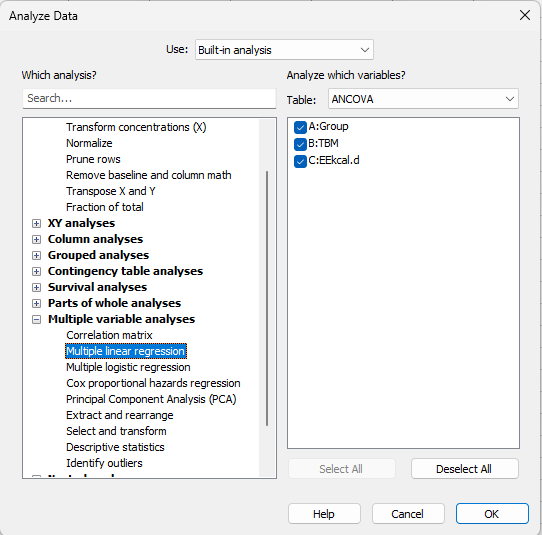 Analyze Data
Use: Built-in analysis
Which analysis?
Search...
Transform concentrations (X)
Normalize
Prune rows
Remove baseline and column math
Transpose X and Y
Fraction of total
XY analyses
Column analyses
Grouped analyses
Contingency table analyses
Survival analyses
Parts of whole analyses
Multiple variable analyses
Correlation matrix
Multiple linear regression
Multiple logistic regression
Cox proportional hazards regression
Principal Component Analysis (PCA)
Extract and rearrange
Select and transform
Descriptive statistics
Identify outliers
Analyze which variables?
Table: ANCOVA
A:Group
B:TBM
C:EEkcal.d
Select All
Deselect All
Help
Cancel
OK